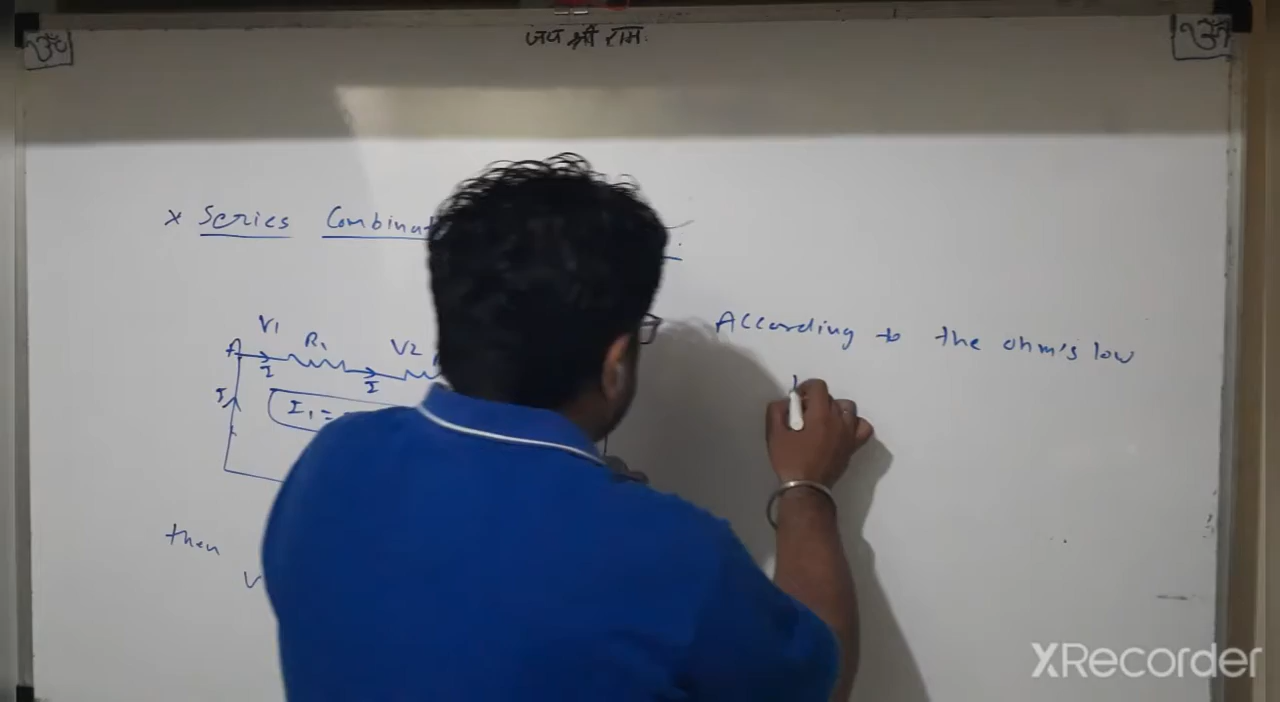 जय श्री राम
ॐ
ॐ
x Series Combinat
V1
R1
V2
A
I
I
I
I1 =
then
V
According to the ohm's low
XRecorder